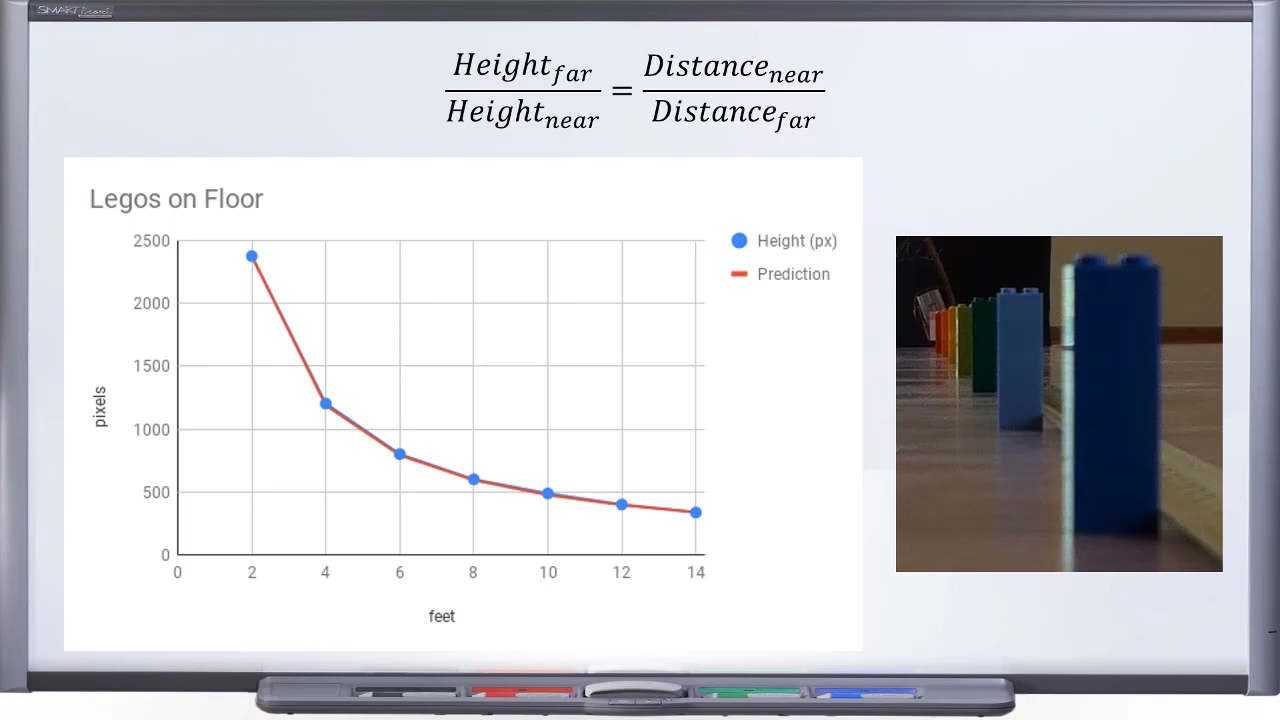 SMART Board
Height_far / Height_near = Distance_near / Distance_far
Legos on Floor
2500
2000
1500
1000
500
0
pixels
0 2 4 6 8 10 12 14
feet
Height (px)
Prediction